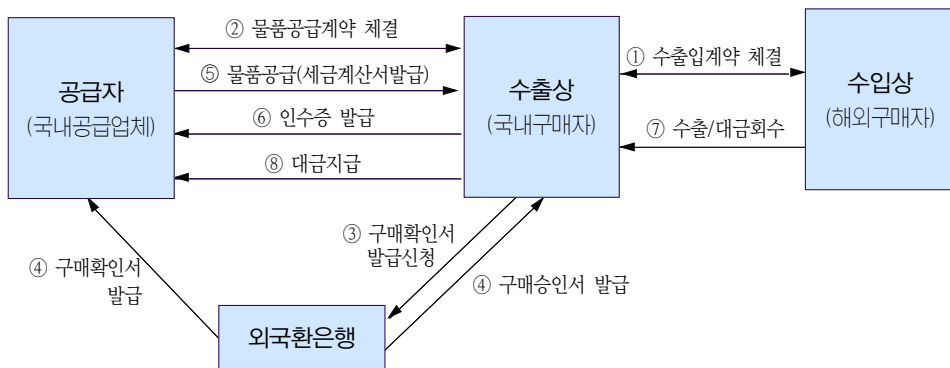 ② 물품공급계약 체결
① 수출입계약 체결
⑤ 물품공급(세금계산서발급)
공급자
(국내공급업체)
수출상
(국내구매자)
수입상
(해외구매자)
⑥ 인수증 발급
⑦ 수출/대금회수
⑧ 대금지급
③ 구매확인서
발급신청
④ 구매확인서
발급
④ 구매승인서 발급
외국환은행